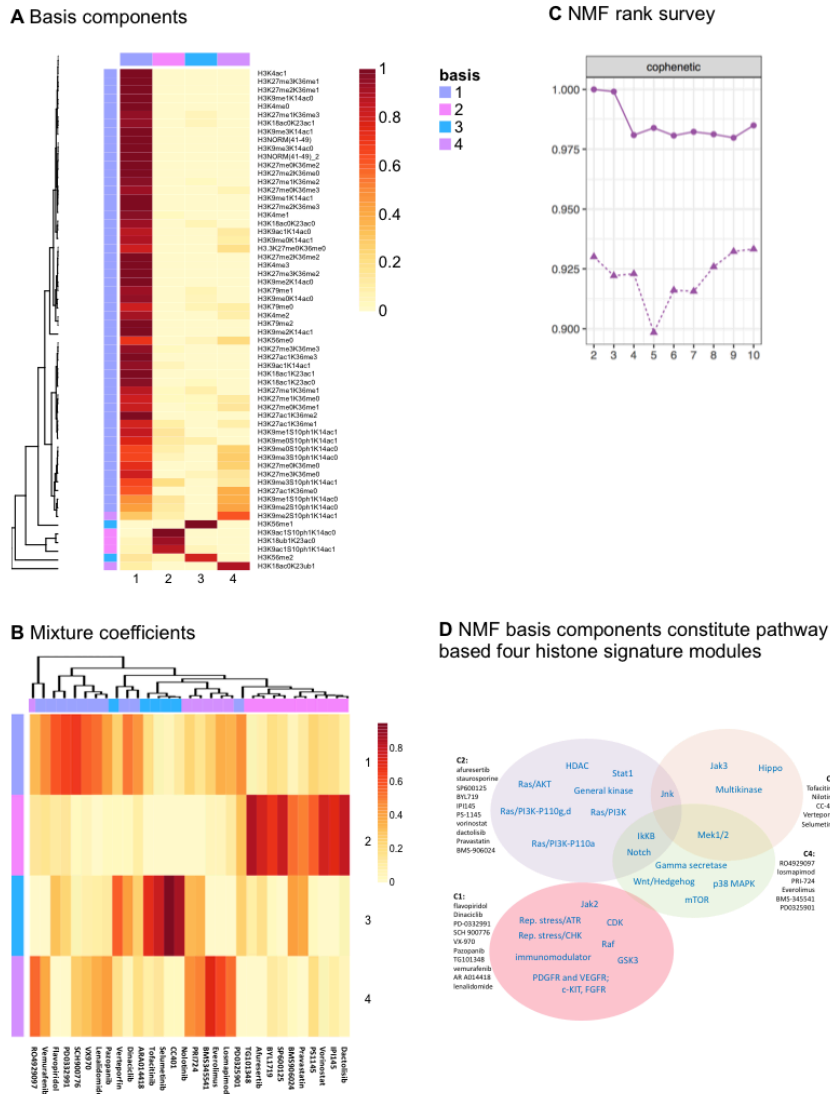 A Basis components
H3K4ac1
H3K27me3K36me1
H3K27me2K36me1
H3K9me1K14ac0
H3K4me0
H3K27me1K36me3
H3K18ac0K23ac1
H3K9me3K14ac1
H3NORM(41-49)
H3K9me3K14ac0
H3NORM(41-49)_2
H3K27me0K36me2
H3K27me2K36me0
H3K27me1K36me2
H3K27me0K36me3
H3K9me1K14ac1
H3K27me2K36me3
H3K4me1
H3K18ac0K23ac0
H3K9ac1K14ac0
H3K9me0K14ac1
H3.3K27me0K36me0
H3K27me2K36me2
H3K4me3
H3K27me3K36me2
H3K9me2K14ac0
H3K79me1
H3K9me0K14ac0
H3K79me0
H3K4me2
H3K79me2
H3K9me2K14ac1
H3K56me0
H3K27me3K36me3
H3K27ac1K36me3
H3K9ac1K14ac1
H3K18ac1K23ac1
H3K18ac1K23ac0
H3K27me1K36me1
H3K27me1K36me0
H3K27me0K36me1
H3K27ac1K36me2
H3K27ac1K36me1
H3K9me1S10ph1K14ac1
H3K9me0S10ph1K14ac1
H3K9me0S10ph1K14ac0
H3K9me3S10ph1K14ac0
H3K27me0K36me0
H3K27me3K36me0
H3K9me3S10ph1K14ac1
H3K27ac1K36me0
H3K9me1S10ph1K14ac0
H3K9me2S10ph1K14ac0
H3K9me2S10ph1K14ac1
H3K56me1
H3K9ac1S10ph1K14ac0
H3K18ub1K23ac0
H3K9ac1S10ph1K14ac1
H3K56me2
H3K18ac0K23ub1
1 2 3 4
1
0.8
0.6
0.4
0.2
0
basis
1
2
3
4
C NMF rank survey
cophenetic
1.000
0.975
0.950
0.925
0.900
2 3 4 5 6 7 8 9 10
B Mixture coefficients
1
2
3
4
0.8
0.6
0.4
0.2
0
RO4929097
Vemurafenib
Flavopiridol
PD0332991
SCH900776
VX970
Lenalidomide
Pazopanib
Verteporfin
Dinaciclib
ARA014418
Tofacitinib
Selumetinib
CC401
Nolotinib
PRI724
BMS345541
Everolimus
Losmapimod
PD0325901
TG101348
Afuresertib
BYL1719
SP600125
BMS906024
Pravastatin
PS1145
Vorinostat
IPI145
Dactolisib
D NMF basis components constitute pathway
based four histone signature modules
C2:
afuresertib
staurosporine
SP600125
BYL719
IPI145
PS-1145
vorinostat
dactolisib
Pravastatin
BMS-906024
HDAC
Stat1
Ras/AKT
General kinase
Ras/PI3K-P110g,d
Ras/PI3K
Ras/PI3K-P110a
Jnk
IkKB
Notch
Jak3
Hippo
Multikinase
Mek1/2
C
Tofacitin
Nilotin
CC-4
Verterpor
Selumetin
Gamma secretase
Wnt/Hedgehog
p38 MAPK
mTOR
C4:
RO4929097
losmapimod
PRI-724
Everolimus
BMS-345541
PD0325901
C1:
flavopiridol
Dinaciclib
PD-0332991
SCH 900776
VX-970
Pazopanib
TG101348
vemurafenib
AR A014418
lenalidomide
Jak2
Rep. stress/ATR
CDK
Rep. stress/CHK
Raf
immunomodulator
GSK3
PDGFR and VEGFR;
c-KIT, FGFR